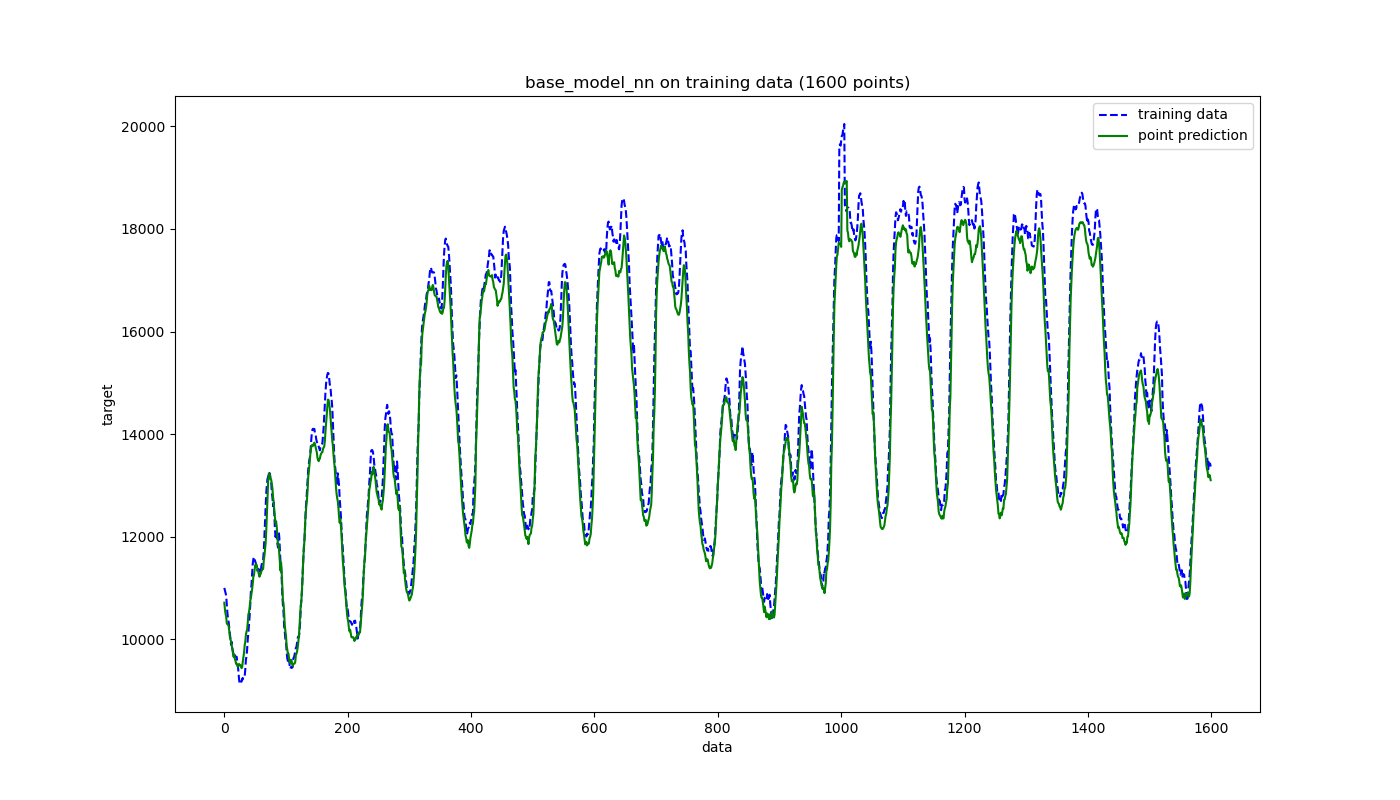 base_model_nn on training data (1600 points)
training data
point prediction
20000
18000
16000
14000
12000
10000
target
0 200 400 600 800 1000 1200 1400 1600
data